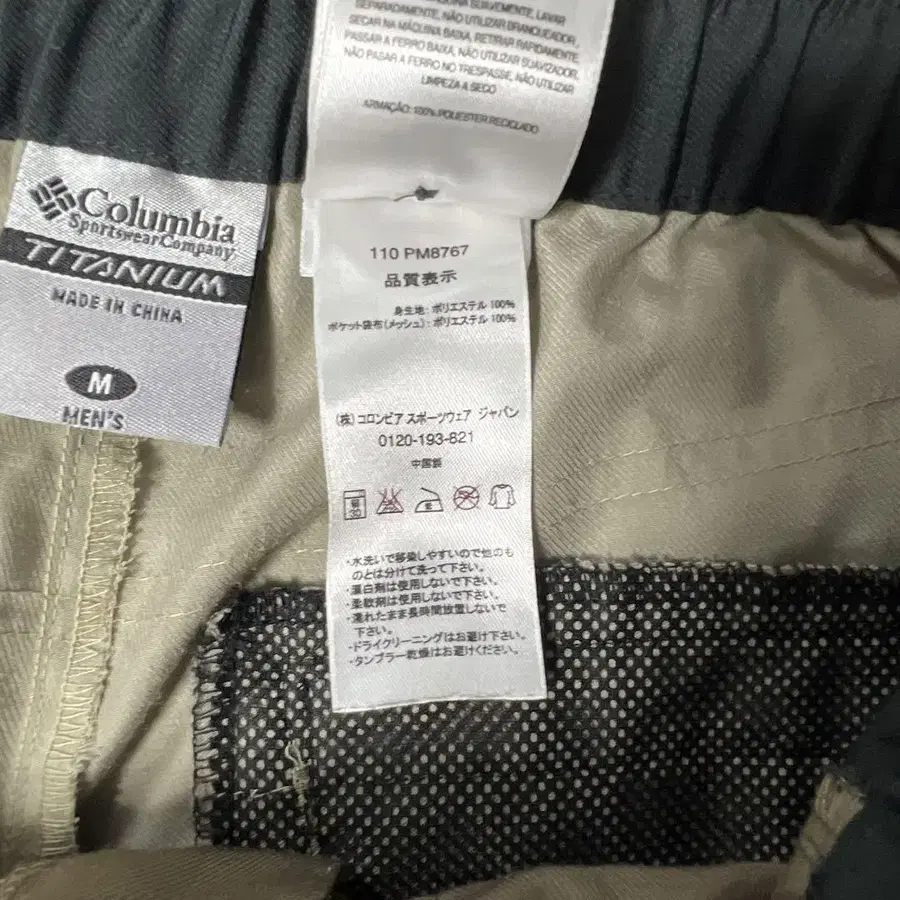 SUAVEMENTE, LAVAR
SEPARADAMENTE, NÃO UTILIZAR BRANQUEADOR,
SECAR NA MÁQUINA BAIXA, RETIRAR RAPIDAMENTE,
PASSAR A FERRO BAIXA, NÃO UTILIZAR SUAVIZADOR,
NÃO PASAR A FERRO NO TRESPASSE, NÃO USAR
LIMPEZA A SECO
ARMAÇÃO: 100% POLIESTER RECICLADO
Columbia
Sportswear Company
TITANIUM
MADE IN CHINA
M
MEN'S
110 PM8767
品質表示
身生地: ポリエステル 100%
ポケット袋布(メッシュ): ポリエステル 100%
(株) コロンビア スポーツウェア ジャパン
0120-193-821
中国製
30
・水洗いで移染しやすいので他のも
のとは分けて洗って下さい。
・漂白剤は使用しないで下さい。
・柔軟剤は使用しないで下さい。
・濡れたまま長時間放置しないで
下さい。
・ドライクリーニングはお避け下さい。
・タンブラー乾燥はお避け下さい。